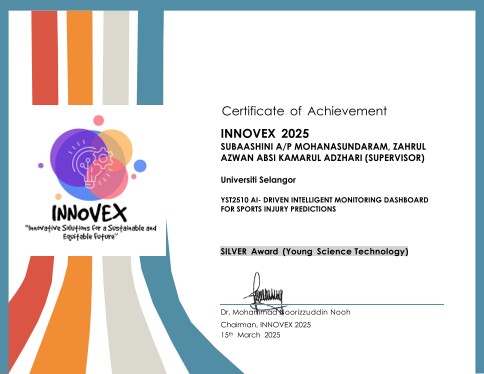 Certificate of Achievement
INNOVEX 2025
SUBAASHINI A/P MOHANASUNDARAM, ZAHRUL
AZWAN ABSI KAMARUL ADZHARI (SUPERVISOR)
Universiti Selangor
YST2510 AI- DRIVEN INTELLIGENT MONITORING DASHBOARD
FOR SPORTS INJURY PREDICTIONS
INNOVEX
"Innovative Solutions for a Sustainable and
Equitable Future"
SILVER Award (Young Science Technology)
Dr. Mohammad Noorizzuddin Nooh
Chairman, INNOVEX 2025
15th March 2025